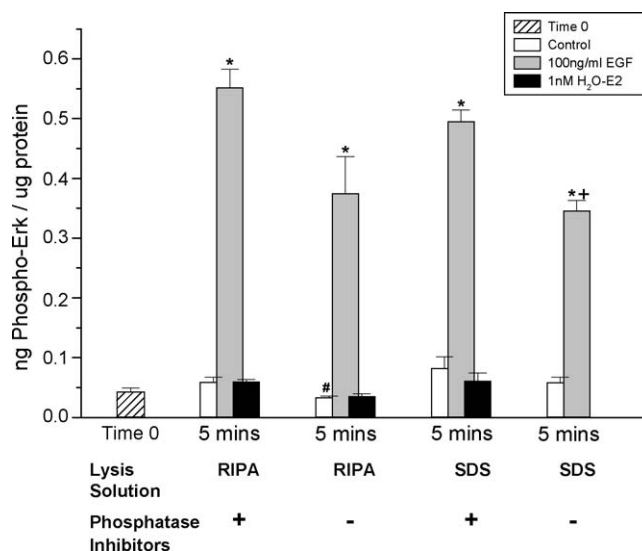 Time 0
Control
100ng/ml EGF
1nM H₂O-E2
ng Phospho-Erk / ug protein
0.6
0.5
0.4
0.3
0.2
0.1
0.0
*
*
*
*+
#
Time 0 5 mins 5 mins 5 mins 5 mins
Lysis Solution RIPA RIPA SDS SDS
Phosphatase Inhibitors + - + -